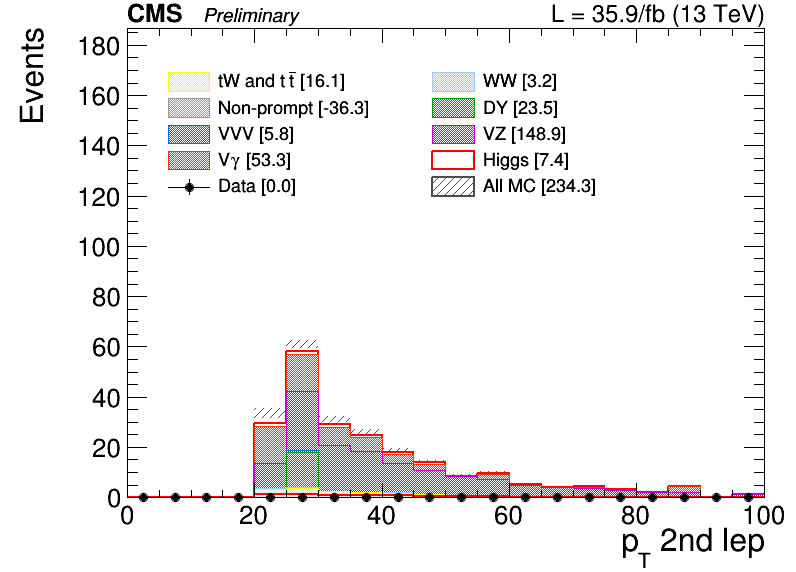 CMS Preliminary L = 35.9/fb (13 TeV)
Events
180
160
140
120
100
80
60
40
20
0
tW and t t̅ [16.1]
Non-prompt [-36.3]
VVV [5.8]
Vγ [53.3]
Data [0.0]
WW [3.2]
DY [23.5]
VZ [148.9]
Higgs [7.4]
All MC [234.3]
0 20 40 60 80 100
p_T 2nd lep